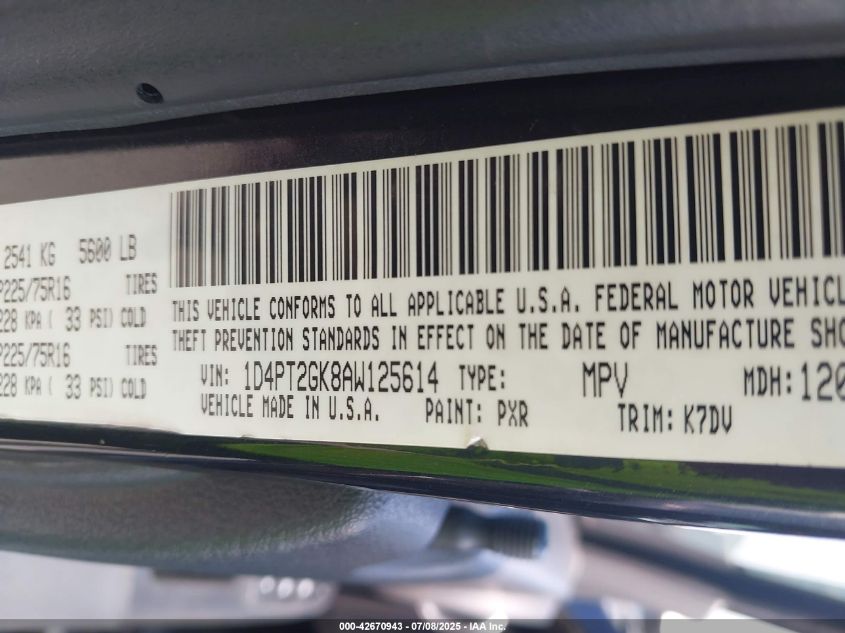 2541 KG 5600 LB
P225/75R16 TIRES
228 KPA ( 33 PSI) COLD
P225/75R16 TIRES
228 KPA ( 33 PSI) COLD
THIS VEHICLE CONFORMS TO ALL APPLICABLE U.S.A. FEDERAL MOTOR VEHICL
THEFT PREVENTION STANDARDS IN EFFECT ON THE DATE OF MANUFACTURE SHO
VIN: 1D4PT2GK8AW125614 TYPE: MPV MDH: 120
VEHICLE MADE IN U.S.A. PAINT: PXR TRIM: K7DV
000-42670943 - 07/08/2025 - IAA Inc.